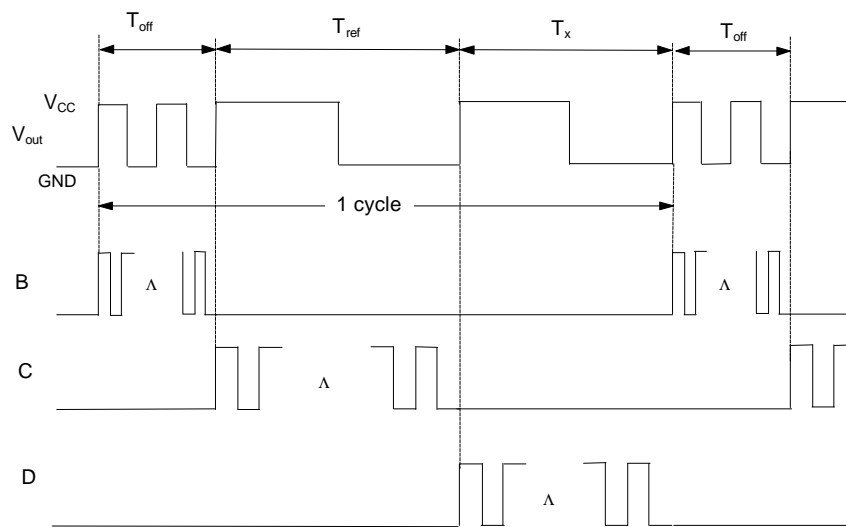 T_off T_ref T_x T_off
V_CC
V_out
GND
1 cycle
B Λ Λ
C Λ
D Λ